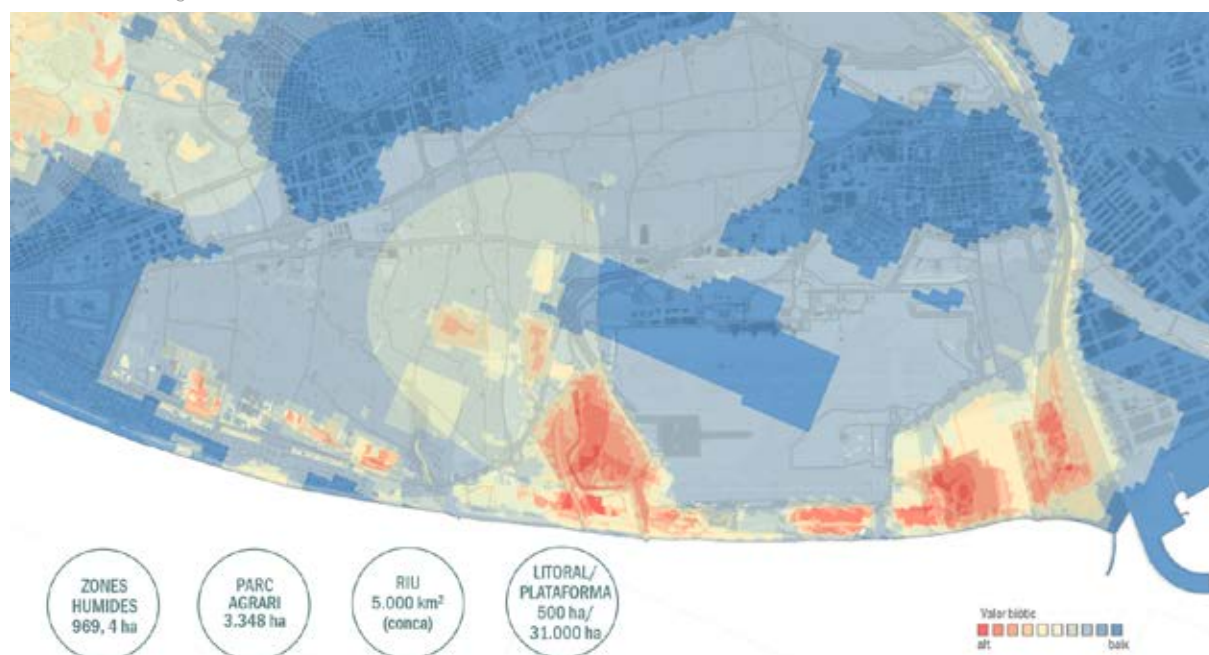 ZONES
HUMIDES
969, 4 ha
PARC
AGRARI
3.348 ha
RIU
5.000 km²
(conca)
LITORAL/
PLATAFORMA
500 ha/
31.000 ha
Valor biòtic
alt
baix